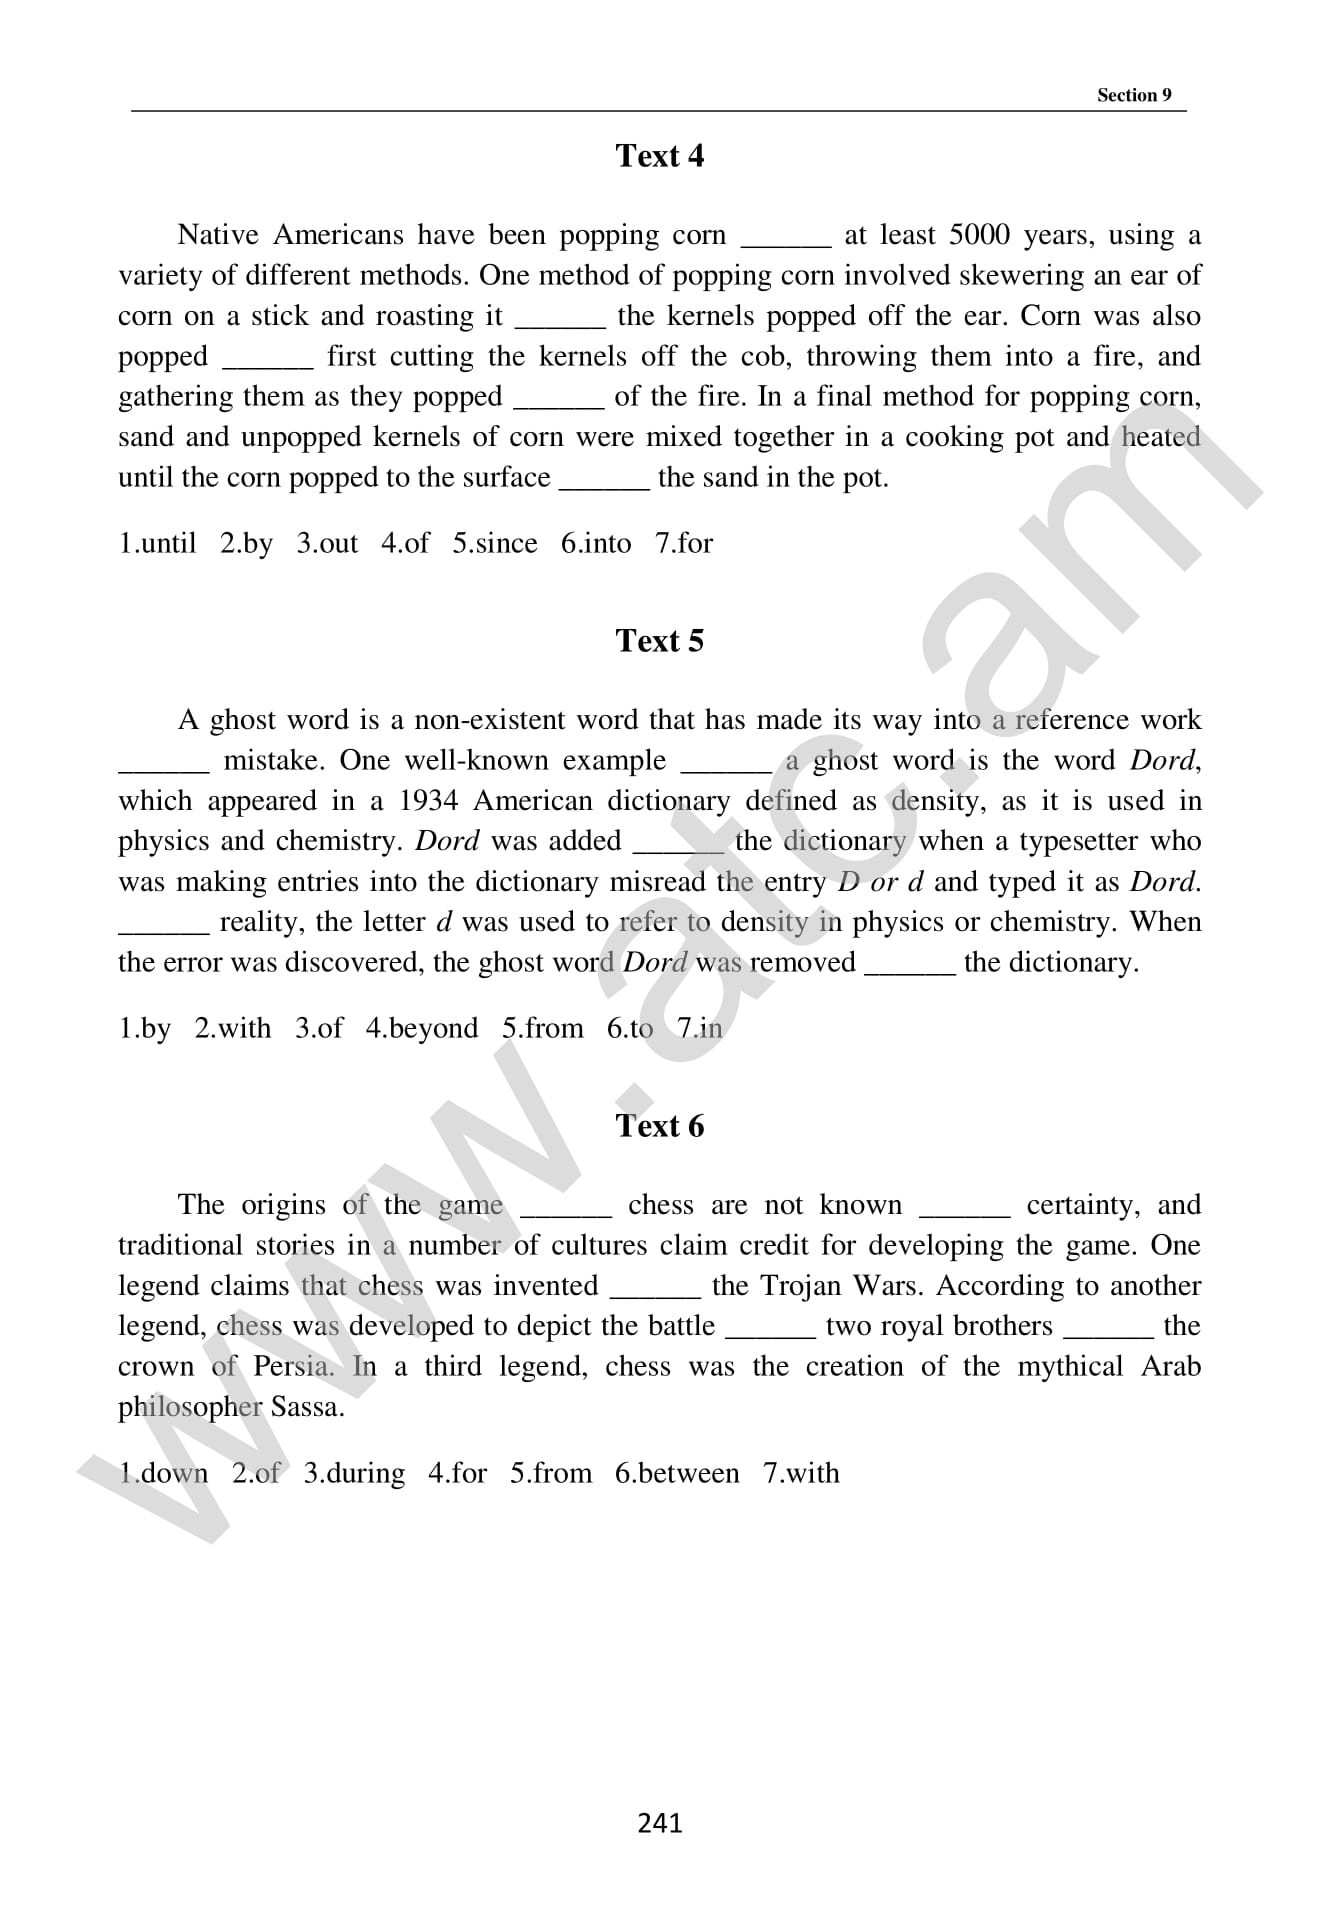 Section 9
Text 4
Native Americans have been popping corn ______ at least 5000 years, using a
variety of different methods. One method of popping corn involved skewering an ear of
corn on a stick and roasting it ______ the kernels popped off the ear. Corn was also
popped ______ first cutting the kernels off the cob, throwing them into a fire, and
gathering them as they popped ______ of the fire. In a final method for popping corn,
sand and unpopped kernels of corn were mixed together in a cooking pot and heated
until the corn popped to the surface ______ the sand in the pot.
1.until 2.by 3.out 4.of 5.since 6.into 7.for
Text 5
A ghost word is a non-existent word that has made its way into a reference work
______ mistake. One well-known example ______ a ghost word is the word Dord,
which appeared in a 1934 American dictionary defined as density, as it is used in
physics and chemistry. Dord was added ______ the dictionary when a typesetter who
was making entries into the dictionary misread the entry D or d and typed it as Dord.
______ reality, the letter d was used to refer to density in physics or chemistry. When
the error was discovered, the ghost word Dord was removed ______ the dictionary.
1.by 2.with 3.of 4.beyond 5.from 6.to 7.in
Text 6
The origins of the game ______ chess are not known ______ certainty, and
traditional stories in a number of cultures claim credit for developing the game. One
legend claims that chess was invented ______ the Trojan Wars. According to another
legend, chess was developed to depict the battle ______ two royal brothers ______ the
crown of Persia. In a third legend, chess was the creation of the mythical Arab
philosopher Sassa.
1.down 2.of 3.during 4.for 5.from 6.between 7.with
241
www.atc.am